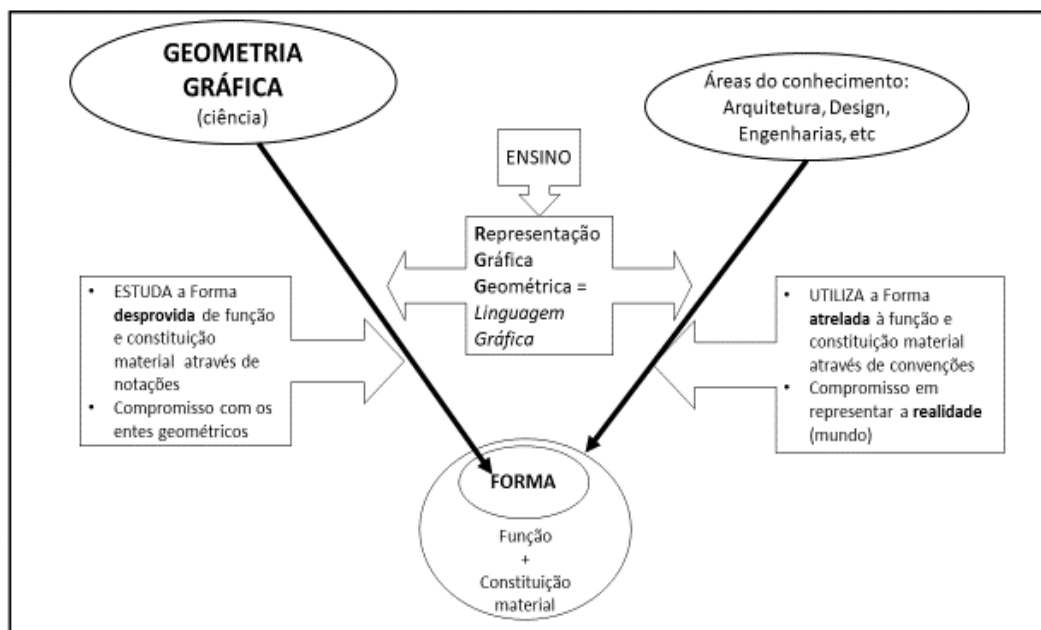 GEOMETRIA
GRÁFICA
(ciência)
Áreas do conhecimento:
Arquitetura, Design,
Engenharias, etc
ENSINO
Representação
Gráfica
Geométrica =
Linguagem
Gráfica
• ESTUDA a Forma
desprovida de função
e constituição
material através de
notações
• Compromisso com os
entes geométricos
• UTILIZA a Forma
atrelada à função e
constituição material
através de convenções
• Compromisso em
representar a realidade
(mundo)
FORMA
Função
+
Constituição
material